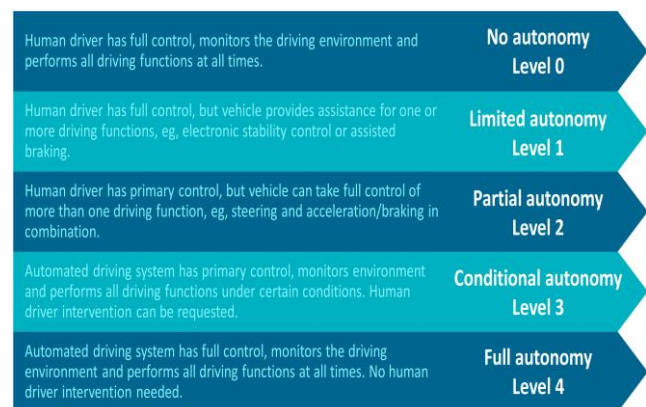 Human driver has full control, monitors the driving environment and
performs all driving functions at all times.
No autonomy
Level 0
Human driver has full control, but vehicle provides assistance for one or
more driving functions, eg, electronic stability control or assisted
braking.
Limited autonomy
Level 1
Human driver has primary control, but vehicle can take full control of
more than one driving function, eg, steering and acceleration/braking in
combination.
Partial autonomy
Level 2
Automated driving system has primary control, monitors environment
and performs all driving functions under certain conditions. Human
driver intervention can be requested.
Conditional autonomy
Level 3
Automated driving system has full control, monitors the driving
environment and performs all driving functions at all times. No human
driver intervention needed.
Full autonomy
Level 4